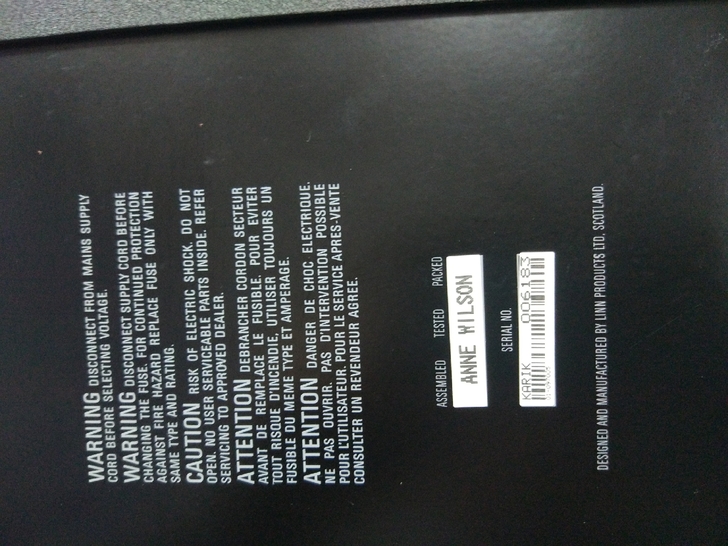 WARNING DISCONNECT FROM MAINS SUPPLY
CORD BEFORE SELECTING VOLTAGE.
WARNING DISCONNECT SUPPLY CORD BEFORE
CHANGING THE FUSE. FOR CONTINUED PROTECTION
AGAINST FIRE HAZARD REPLACE FUSE ONLY WITH
SAME TYPE AND RATING.
CAUTION RISK OF ELECTRIC SHOCK. DO NOT
OPEN. NO USER SERVICEABLE PARTS INSIDE. REFER
SERVICING TO APPROVED DEALER.
ATTENTION DEBRANCHER CORDON SECTEUR
AVANT DE REMPLACE LE FUSIBLE. POUR EVITER
TOUT RISQUE D'INCENDIE, UTILISER TOUJOURS UN
FUSIBLE DU MEME TYPE ET AMPERAGE.
ATTENTION DANGER DE CHOC ELECTRIQUE.
NE PAS OUVRIR. PAS D'INTERVENTION POSSIBLE
POUR L'UTILISATEUR. POUR LE SERVICE APRES-VENTE
CONSULTER UN REVENDEUR AGREE.
ASSEMBLED TESTED PACKED
ANNE WILSON
SERIAL NO.
KARIK 006183
DESIGNED AND MANUFACTURED BY LINN PRODUCTS LTD, SCOTLAND.